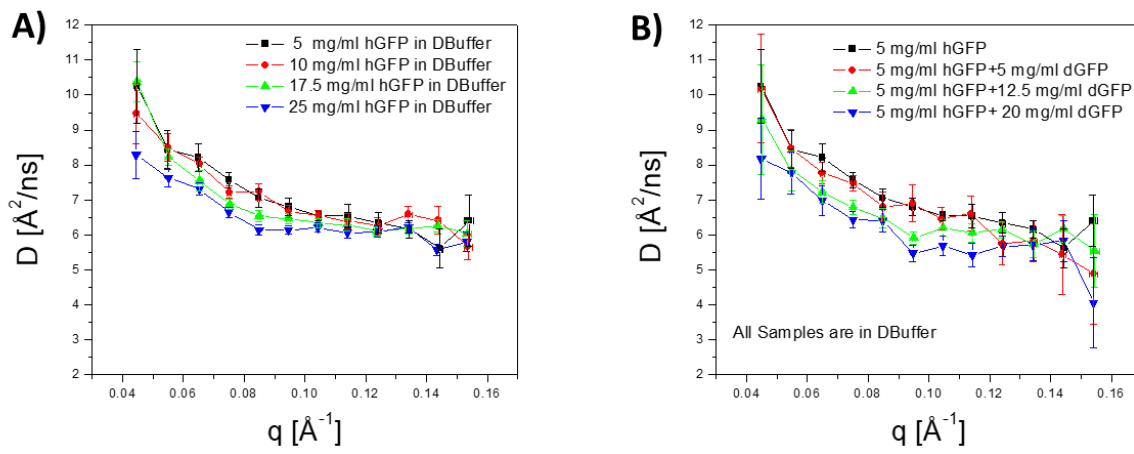 A)
12
11
10
9
8
7
6
5
4
3
2
D [Å²/ns]
0.04 0.06 0.08 0.10 0.12 0.14 0.16
q [Å⁻¹]
5 mg/ml hGFP in DBuffer
10 mg/ml hGFP in DBuffer
17.5 mg/ml hGFP in DBuffer
25 mg/ml hGFP in DBuffer
B)
12
11
10
9
8
7
6
5
4
3
2
D [Å²/ns]
0.04 0.06 0.08 0.10 0.12 0.14 0.16
q [Å⁻¹]
5 mg/ml hGFP
5 mg/ml hGFP+5 mg/ml dGFP
5 mg/ml hGFP+12.5 mg/ml dGFP
5 mg/ml hGFP+ 20 mg/ml dGFP
All Samples are in DBuffer